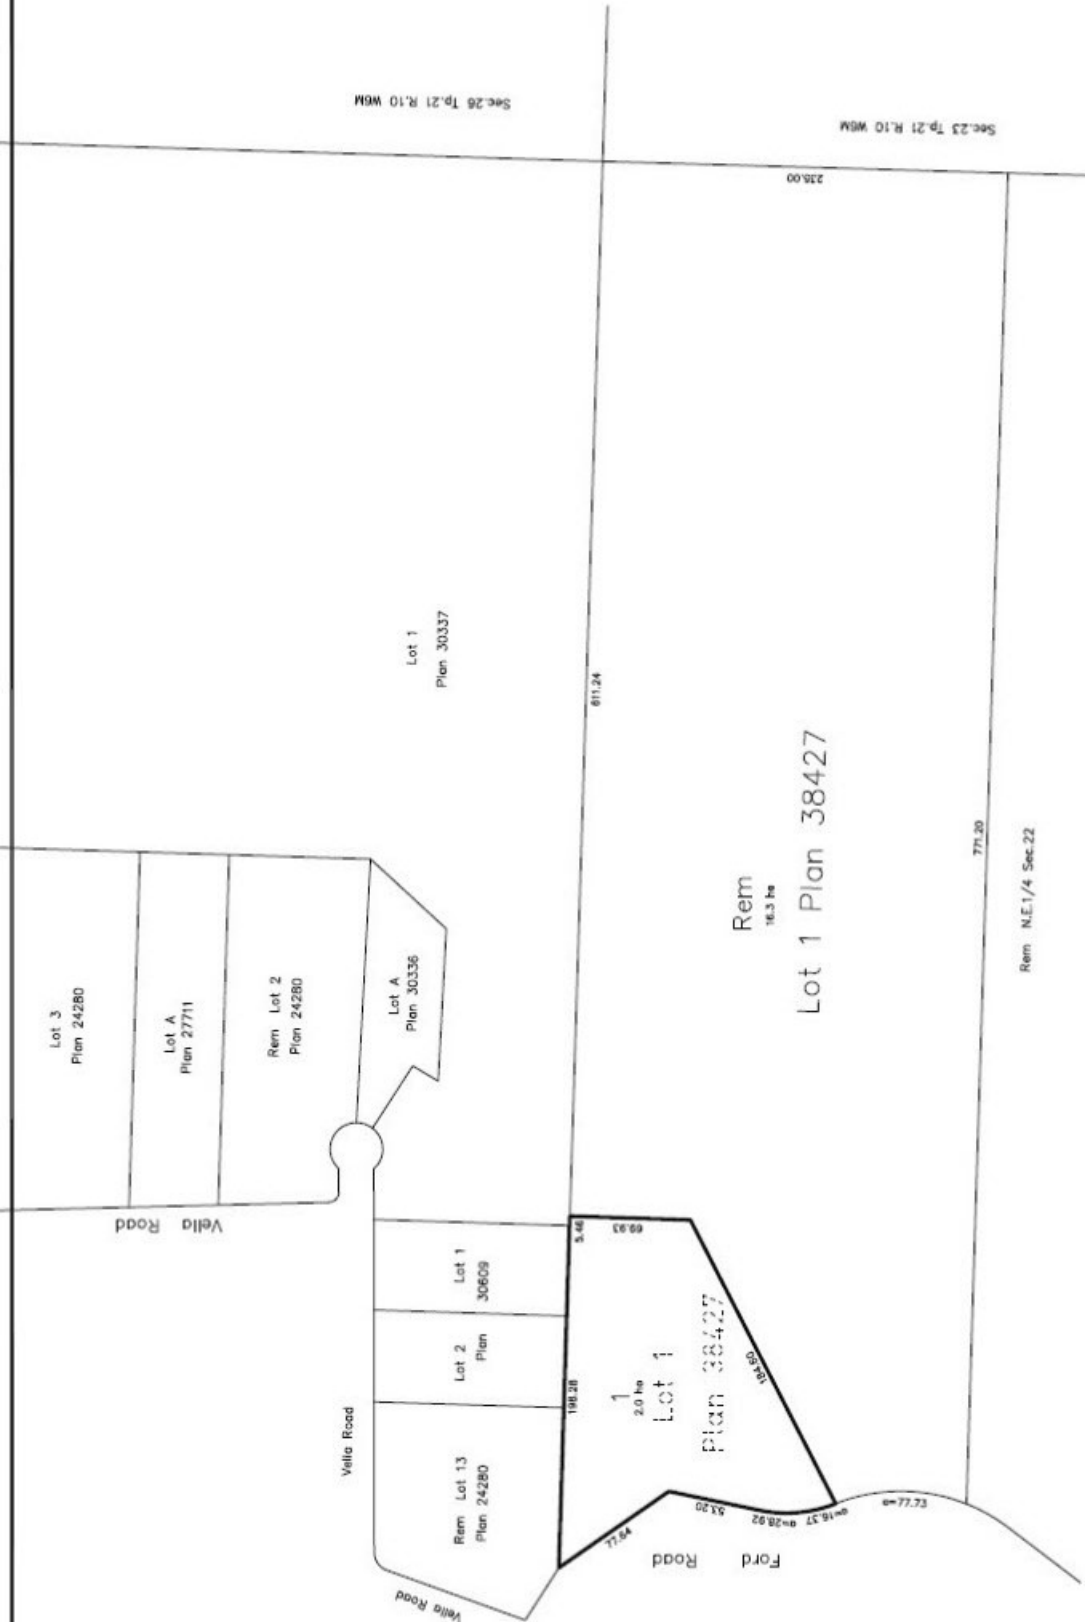 Sec.26 Tp.21 R.10 W6M
Sec.23 Tp.21 R.10 W6M
235.00
Lot 1
Plan 30337
611.24
Rem
16.3 ha
Lot 1 Plan 38427
771.20
Rem N.E.1/4 Sec.22
Lot 3
Plan 24280
Lot A
Plan 27711
Rem Lot 2
Plan 24280
Lot A
Plan 30336
Vella Road
Lot 1
30609
Lot 2
Plan
Rem Lot 13
Plan 24280
Vella Road
Vella Road
5.46
69.93
198.28
1
2.0 ha
Lot 1
Plan 38427
184.80
77.64
53.20
a=28.92
a=16.37
a=77.73
Ford Road